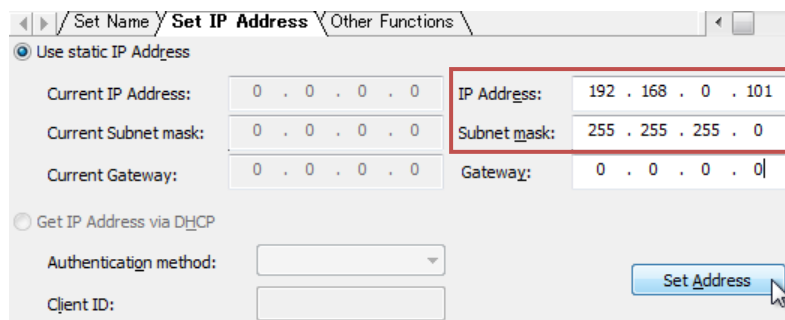 Set Name Set IP Address Other Functions
Use static IP Address
Current IP Address: 0 . 0 . 0 . 0 IP Address: 192 . 168 . 0 . 101
Current Subnet mask: 0 . 0 . 0 . 0 Subnet mask: 255 . 255 . 255 . 0
Current Gateway: 0 . 0 . 0 . 0 Gateway: 0 . 0 . 0 . 0
Get IP Address via DHCP
Authentication method:
Set Address
Client ID: